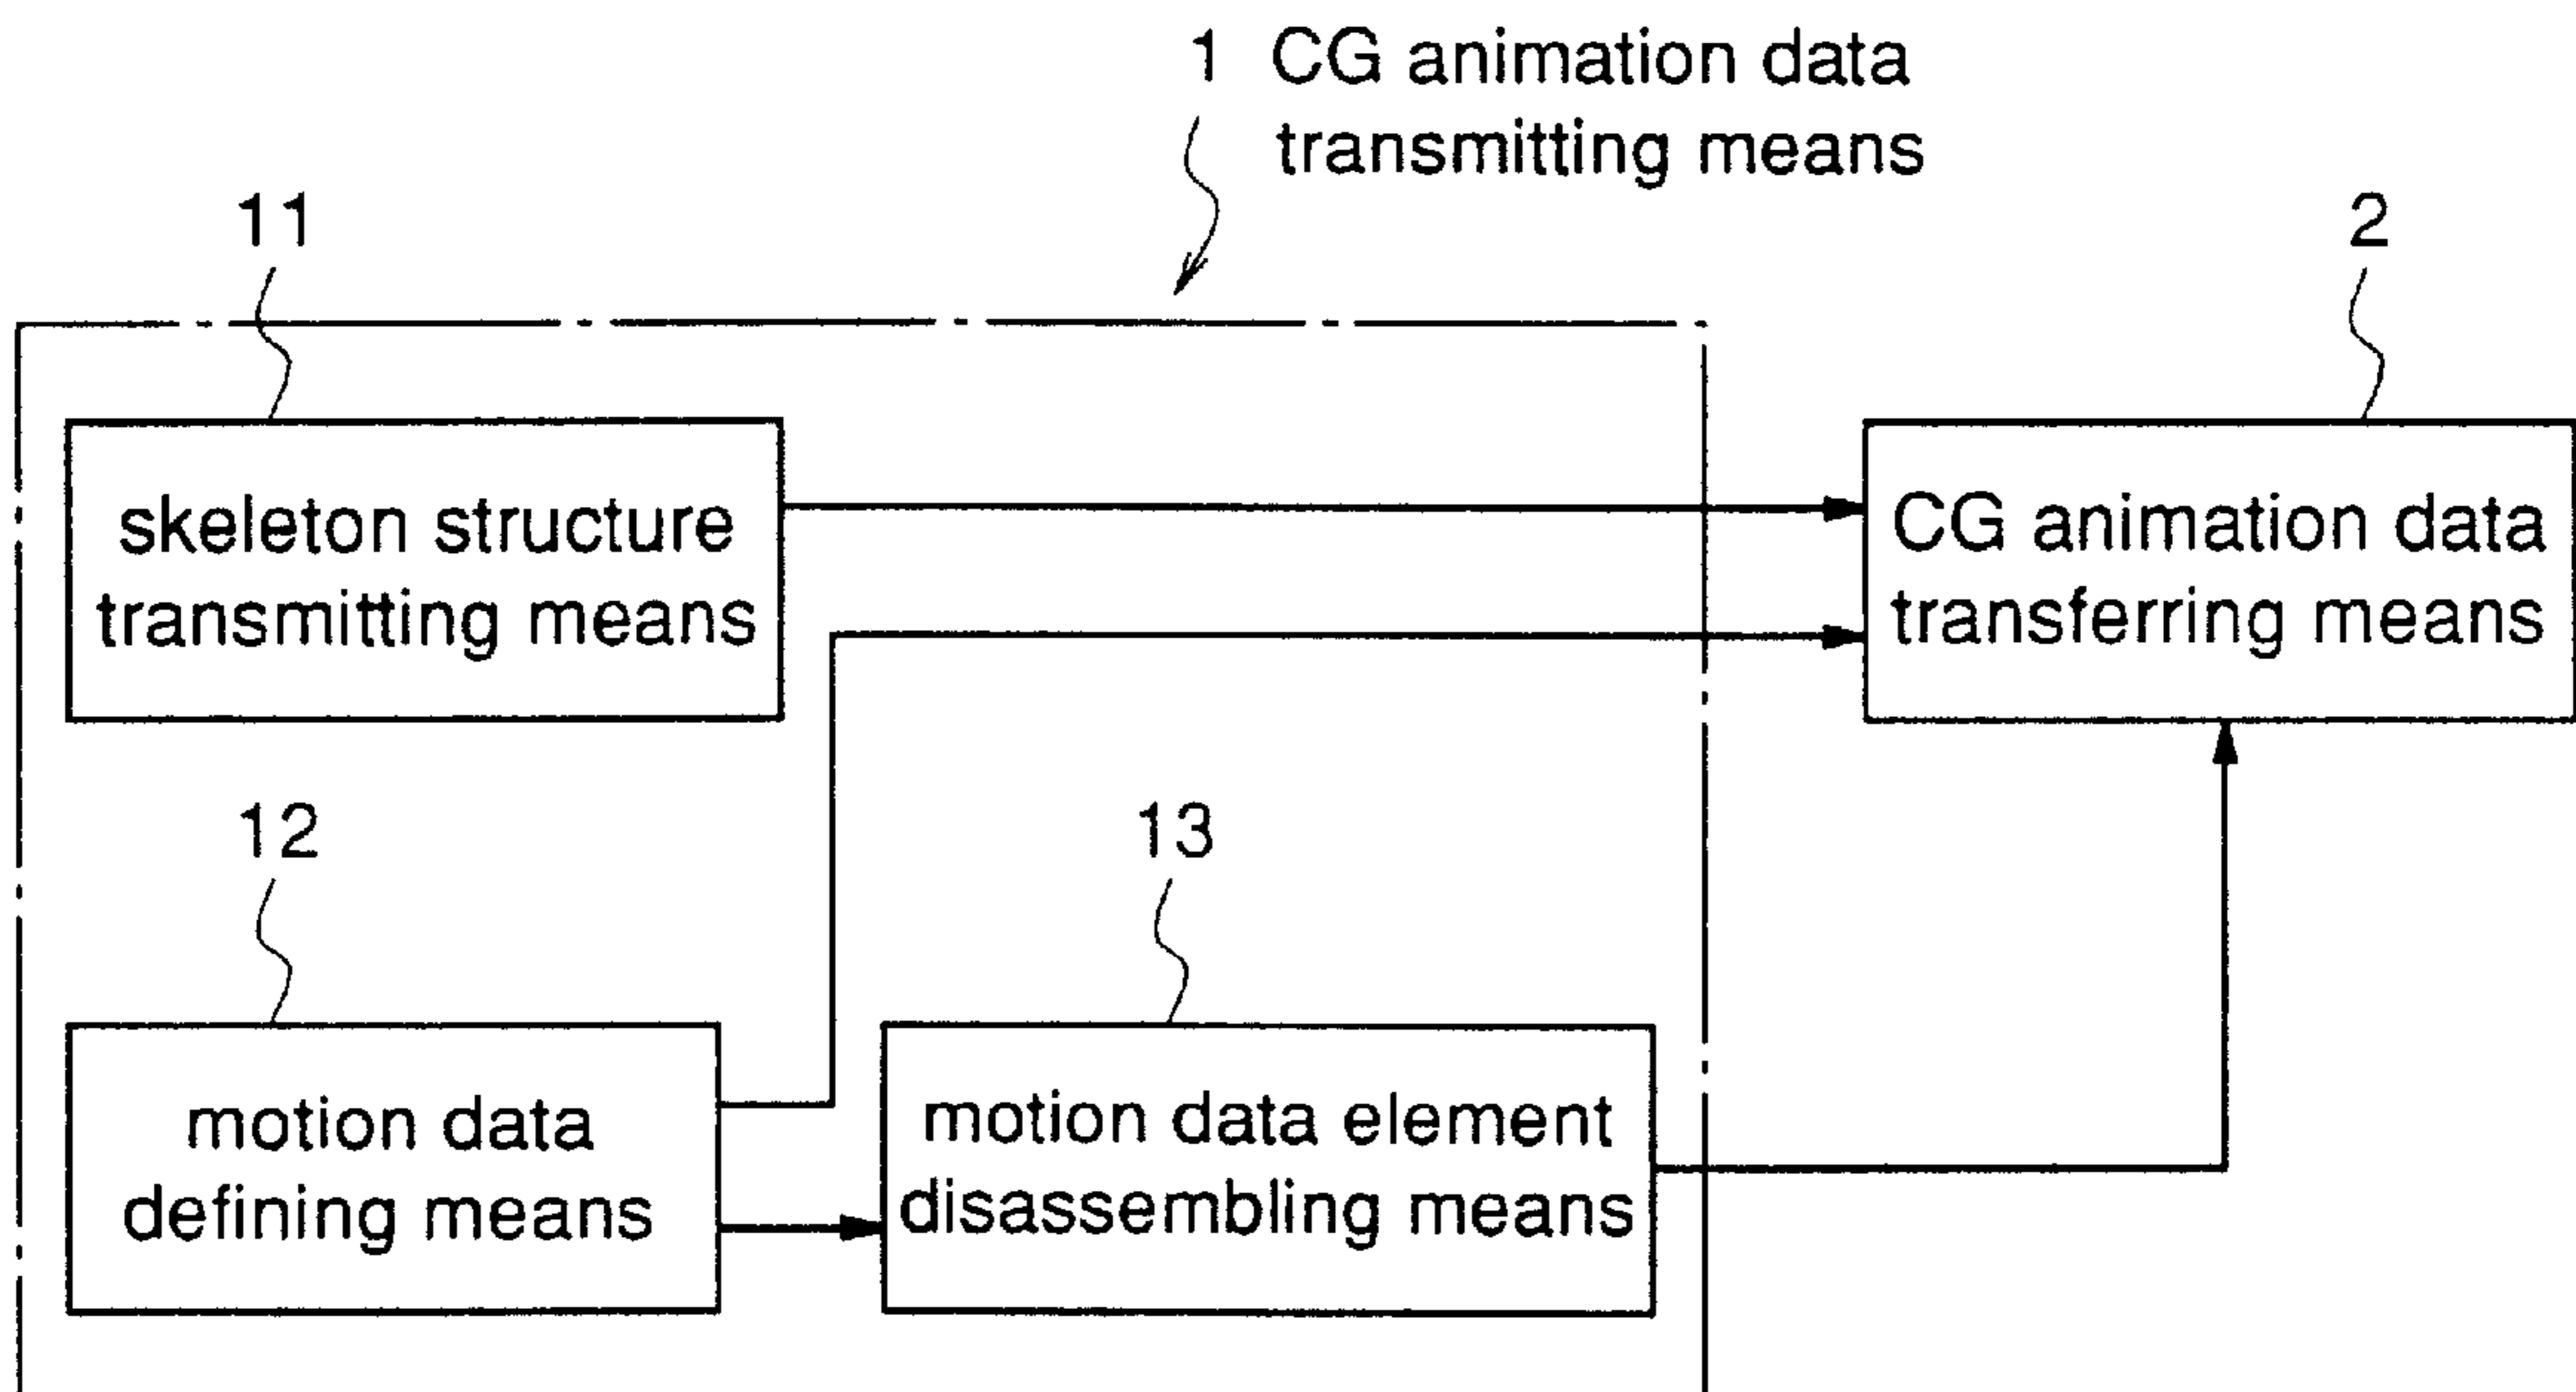 1 CG animation data
transmitting means
11
2
skeleton structure
transmitting means
CG animation data
transferring means
12
13
motion data
defining means
motion data element
disassembling means